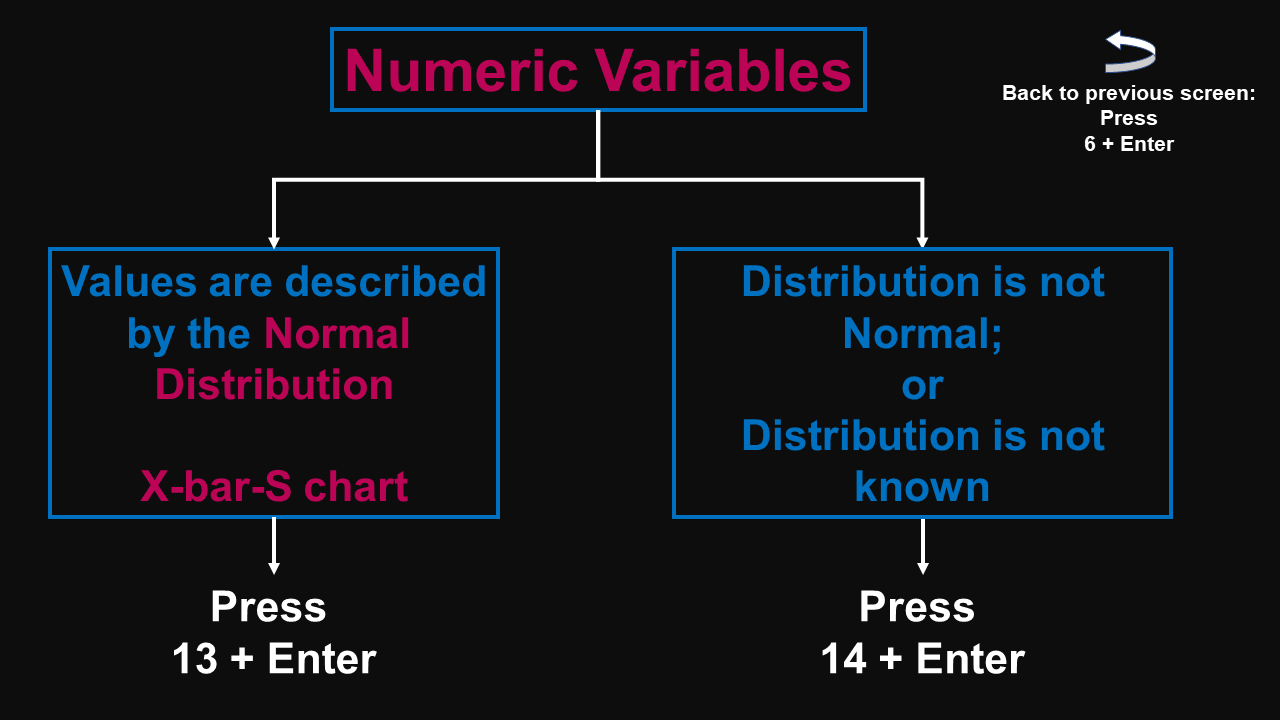 Numeric Variables
Back to previous screen:
Press
6 + Enter
Values are described
by the Normal
Distribution
X-bar-S chart
Distribution is not
Normal;
or
Distribution is not
known
Press
13 + Enter
Press
14 + Enter